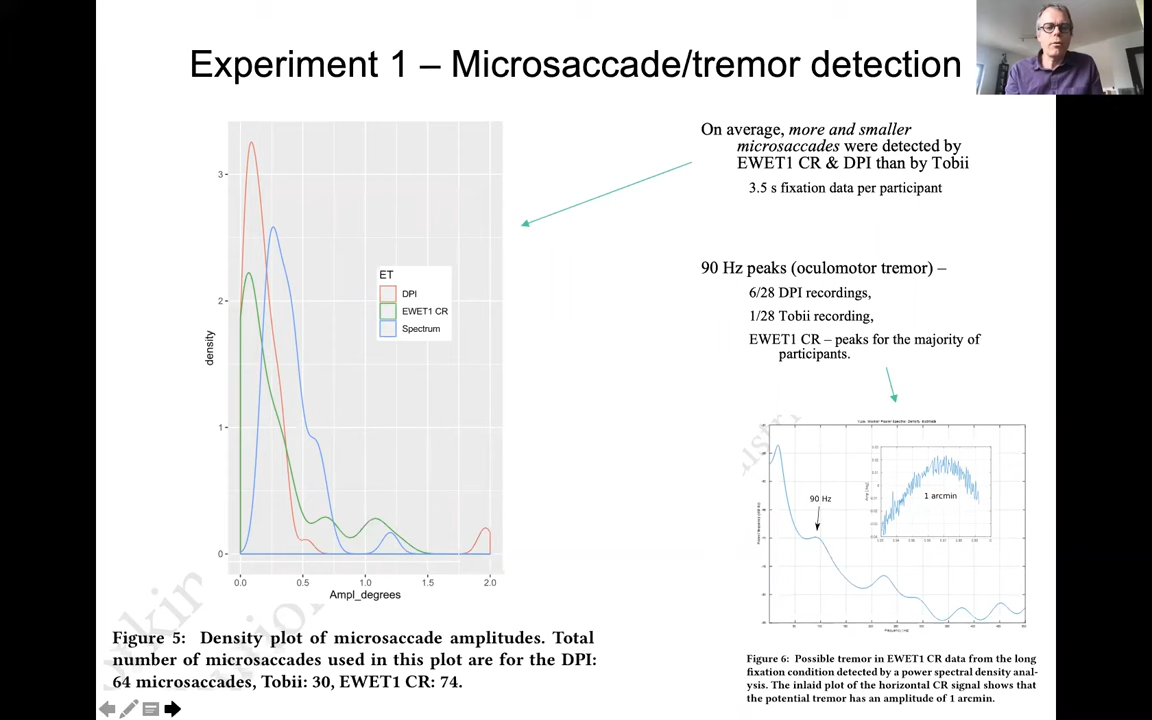 Experiment 1 – Microsaccade/tremor detection
On average, more and smaller
microsaccades were detected by
EWET1 CR & DPI than by Tobii
3.5 s fixation data per participant
90 Hz peaks (oculomotor tremor) –
6/28 DPI recordings,
1/28 Tobii recording,
EWET1 CR – peaks for the majority of
participants.
3
2
1
0
density
0.0 0.5 1.0 1.5 2.0
Ampl_degrees
ET
DPI
EWET1 CR
Spectrum
Figure 5: Density plot of microsaccade amplitudes. Total
number of microsaccades used in this plot are for the DPI:
64 microsaccades, Tobii: 30, EWET1 CR: 74.
90 Hz
1 arcmin
Frequency (Hz)
Figure 6: Possible tremor in EWET1 CR data from the long
fixation condition detected by a power spectral density anal-
ysis. The inlaid plot of the horizontal CR signal shows that
the potential tremor has an amplitude of 1 arcmin.